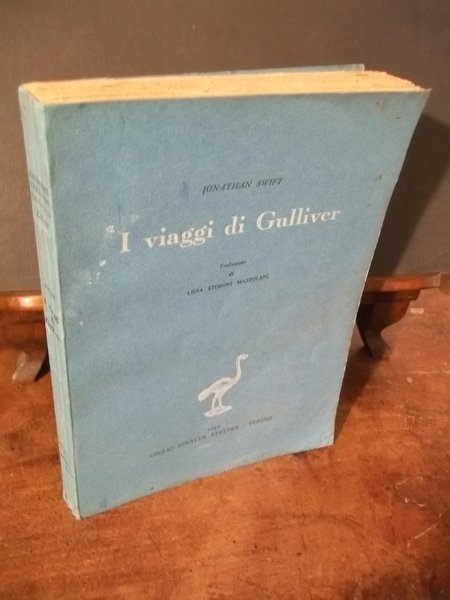 JONATHAN SWIFT
I viaggi di Gulliver
Traduzione
di
LIDIA STORONI MAZZOLANI
GIULIO EINAUDI EDITORE · TORINO